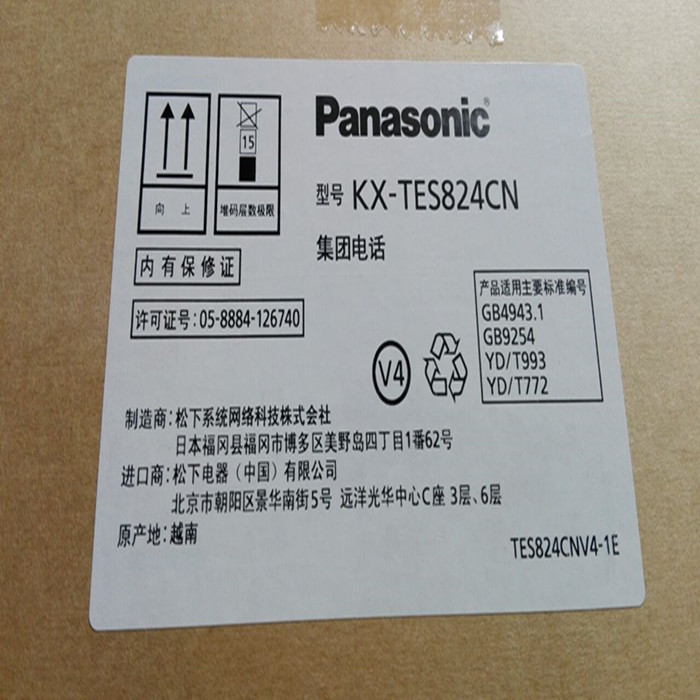 Panasonic®
15
向 上
堆码层数极限
型号 KX-TES824CN
集团电话
内有保修证
许可证号:05-8884-126740
产品适用主要标准编号
GB4943.1
GB9254
YD/T993
YD/T772
V4
制造商:松下系统网络科技株式会社
日本福冈县福冈市博多区美野岛四丁目1番62号
进口商:松下电器(中国)有限公司
北京市朝阳区景华南街5号 远洋光华中心C座 3层、6层
原产地:越南
TES824CNV4-1E